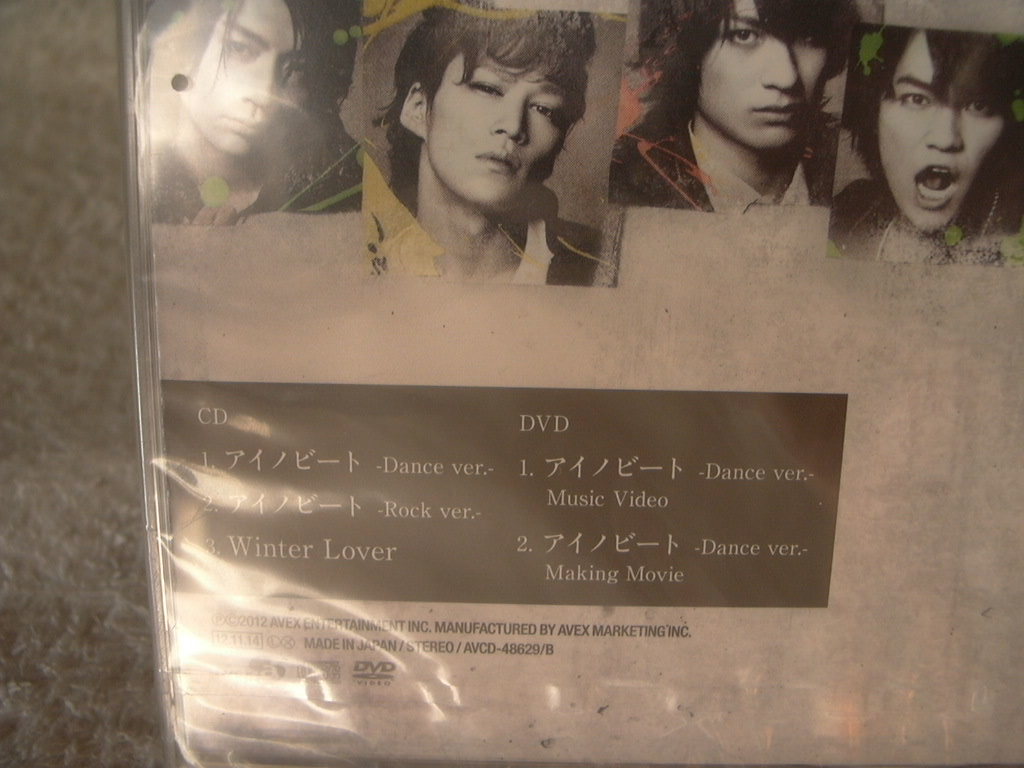 CD
1. アイノビート -Dance ver.-
2. アイノビート -Rock ver.-
3. Winter Lover
DVD
1. アイノビート -Dance ver.-
Music Video
2. アイノビート -Dance ver.-
Making Movie
ⓅⒸ2012 AVEX ENTERTAINMENT INC. MANUFACTURED BY AVEX MARKETING INC.
12.11.14 MADE IN JAPAN / STEREO / AVCD-48629/B
DVD
VIDEO